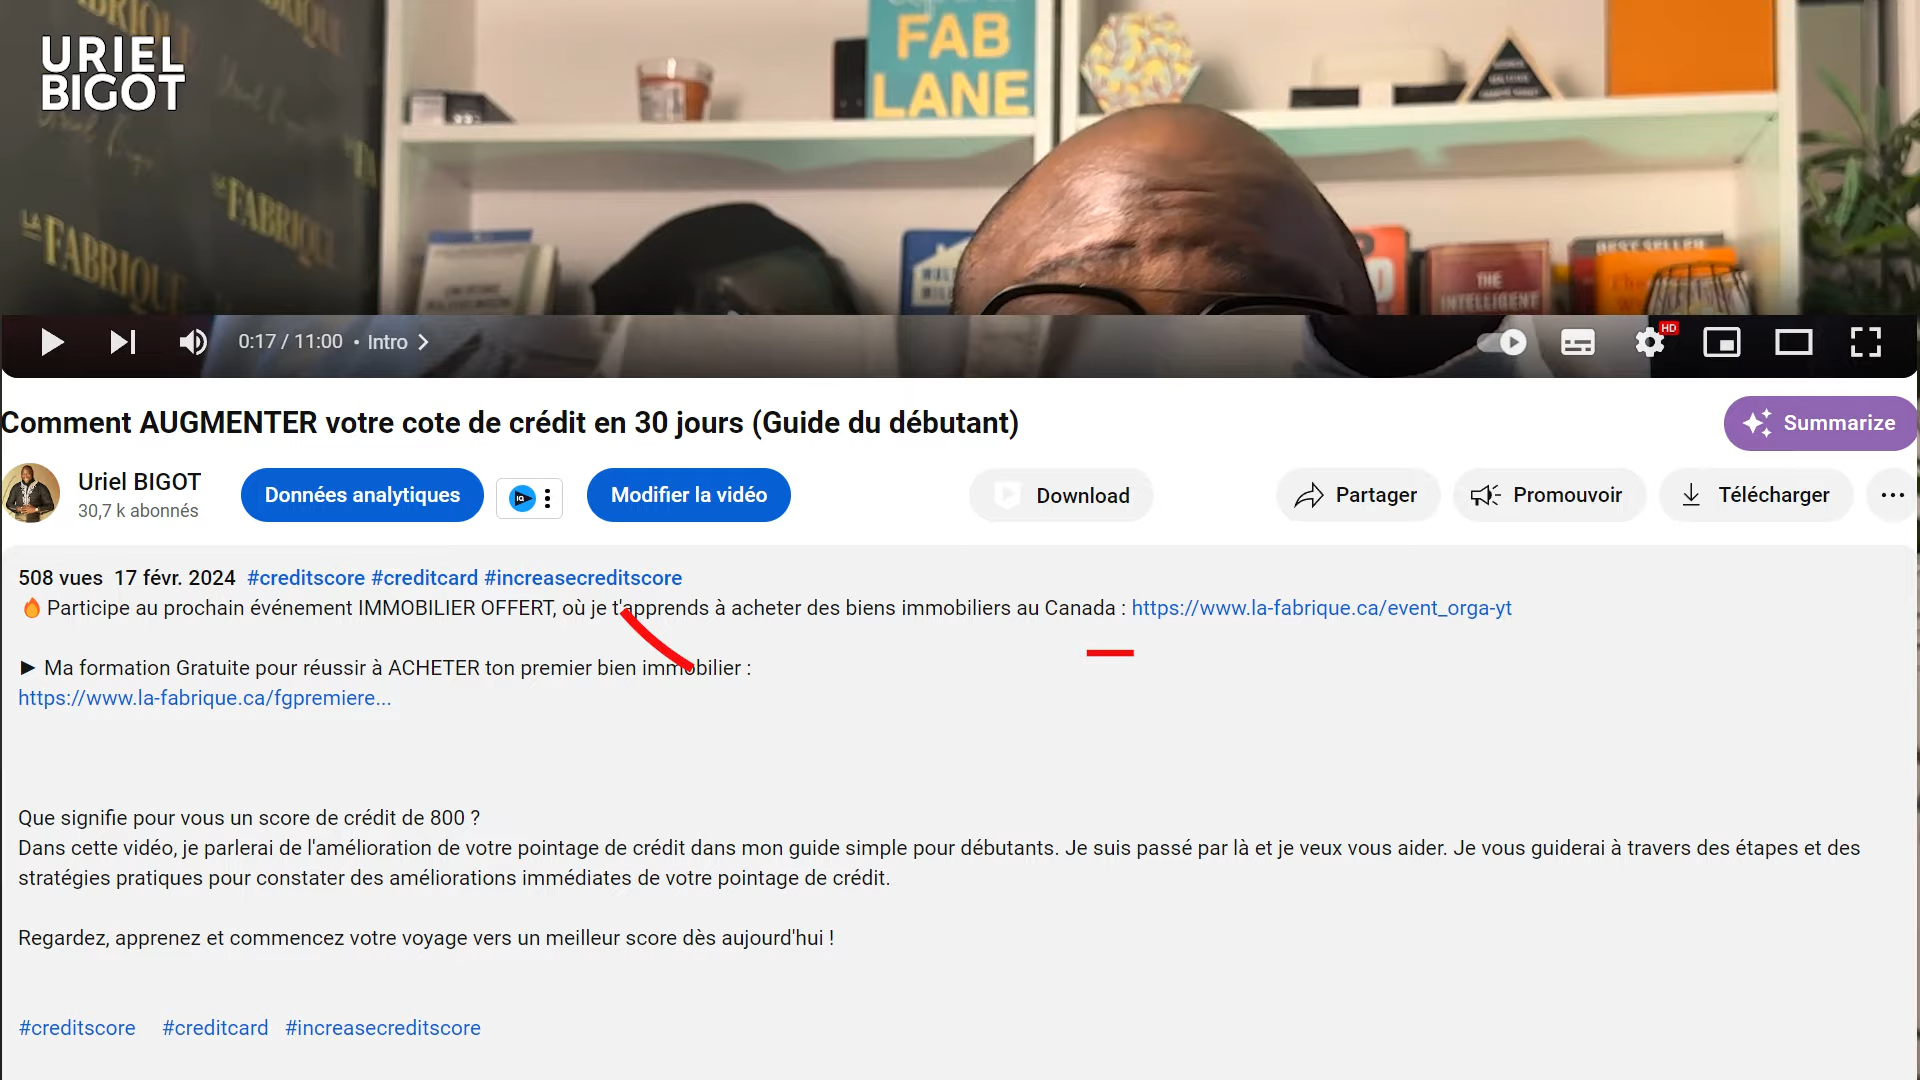 URIEL
BIGOT
FAB
LANE
LA
FABRIQUE
FABRIQUE
THE
INTELLIGENT
BEST SELLER
0:17 / 11:00 • Intro
HD
Comment AUGMENTER votre cote de crédit en 30 jours (Guide du débutant)
Summarize
Uriel BIGOT
30,7 k abonnés
Données analytiques
Modifier la vidéo
Download
Partager
Promouvoir
Télécharger
508 vues 17 févr. 2024 #creditscore #creditcard #increasecreditscore
🔥 Participe au prochain événement IMMOBILIER OFFERT, où je t'apprends à acheter des biens immobiliers au Canada : https://www.la-fabrique.ca/event_orga-yt
► Ma formation Gratuite pour réussir à ACHETER ton premier bien immobilier :
https://www.la-fabrique.ca/fgpremiere...
Que signifie pour vous un score de crédit de 800 ?
Dans cette vidéo, je parlerai de l'amélioration de votre pointage de crédit dans mon guide simple pour débutants. Je suis passé par là et je veux vous aider. Je vous guiderai à travers des étapes et des
stratégies pratiques pour constater des améliorations immédiates de votre pointage de crédit.
Regardez, apprenez et commencez votre voyage vers un meilleur score dès aujourd'hui !
#creditscore #creditcard #increasecreditscore